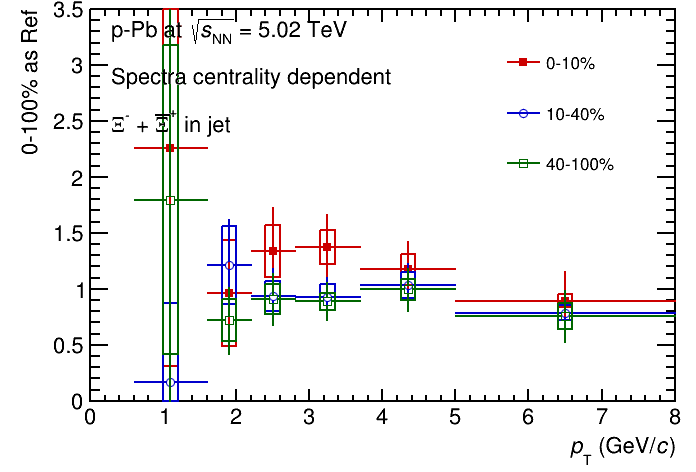 p-Pb at √sNN = 5.02 TeV
Spectra centrality dependent
Ξ- + Ξ̅+ in jet
0-10%
10-40%
40-100%
0-100% as Ref
3.5
3
2.5
2
1.5
1
0.5
0
0 1 2 3 4 5 6 7 8
pT (GeV/c)